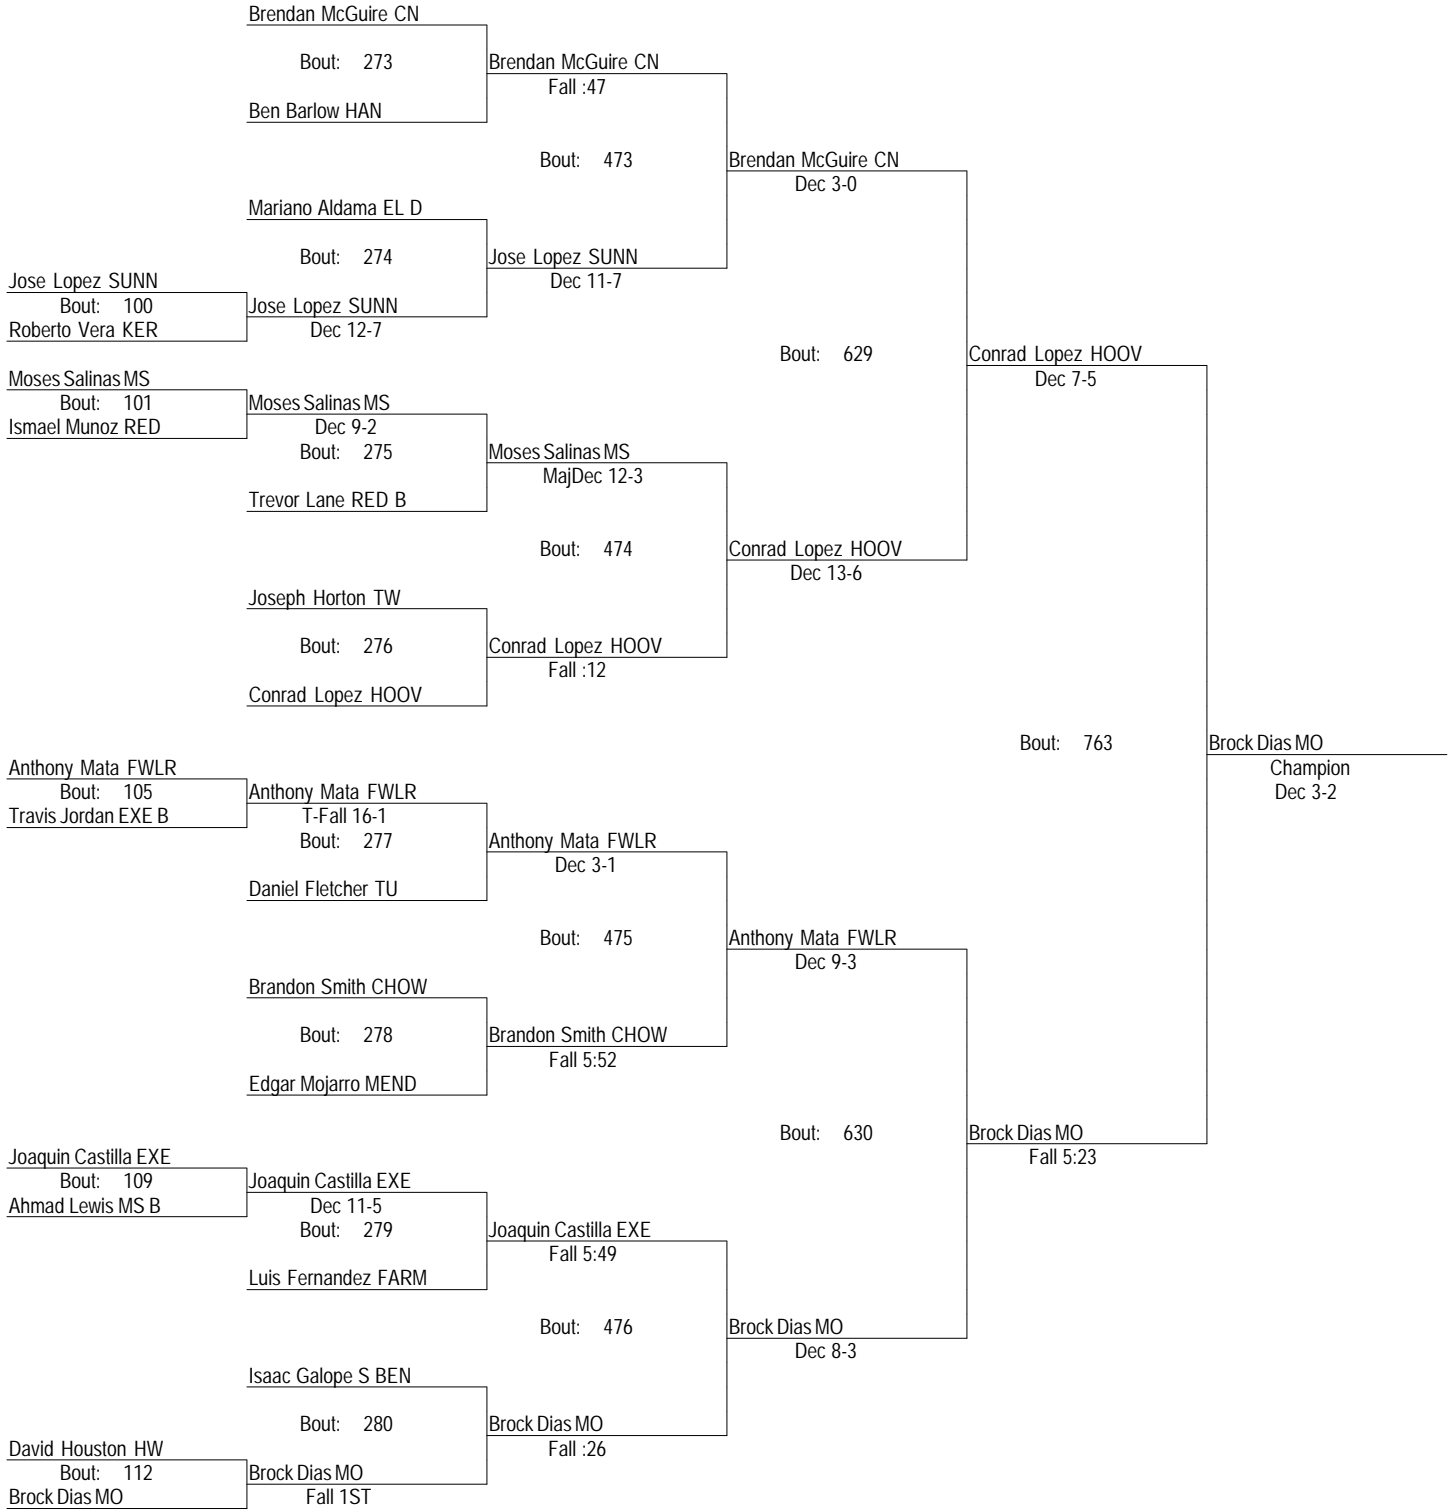 Brendan McGuire CN
Bout: 273
Brendan McGuire CN
Fall :47
Ben Barlow HAN
Bout: 473
Brendan McGuire CN
Dec 3-0
Mariano Aldama EL D
Bout: 274
Jose Lopez SUNN
Dec 11-7
Jose Lopez SUNN
Bout: 100
Jose Lopez SUNN
Roberto Vera KER
Dec 12-7
Bout: 629
Conrad Lopez HOOV
Dec 7-5
Moses Salinas MS
Bout: 101
Moses Salinas MS
Ismael Munoz RED
Dec 9-2
Bout: 275
Moses Salinas MS
MajDec 12-3
Trevor Lane RED B
Bout: 474
Conrad Lopez HOOV
Dec 13-6
Joseph Horton TW
Bout: 276
Conrad Lopez HOOV
Fall :12
Conrad Lopez HOOV
Bout: 763
Brock Dias MO
Champion
Dec 3-2
Anthony Mata FWLR
Bout: 105
Anthony Mata FWLR
Travis Jordan EXE B
T-Fall 16-1
Bout: 277
Anthony Mata FWLR
Dec 3-1
Daniel Fletcher TU
Bout: 475
Anthony Mata FWLR
Dec 9-3
Brandon Smith CHOW
Bout: 278
Brandon Smith CHOW
Fall 5:52
Edgar Mojarro MEND
Bout: 630
Brock Dias MO
Fall 5:23
Joaquin Castilla EXE
Bout: 109
Joaquin Castilla EXE
Ahmad Lewis MS B
Dec 11-5
Bout: 279
Joaquin Castilla EXE
Fall 5:49
Luis Fernandez FARM
Bout: 476
Brock Dias MO
Dec 8-3
Isaac Galope S BEN
Bout: 280
Brock Dias MO
Fall :26
David Houston HW
Bout: 112
Brock Dias MO
Brock Dias MO
Fall 1ST